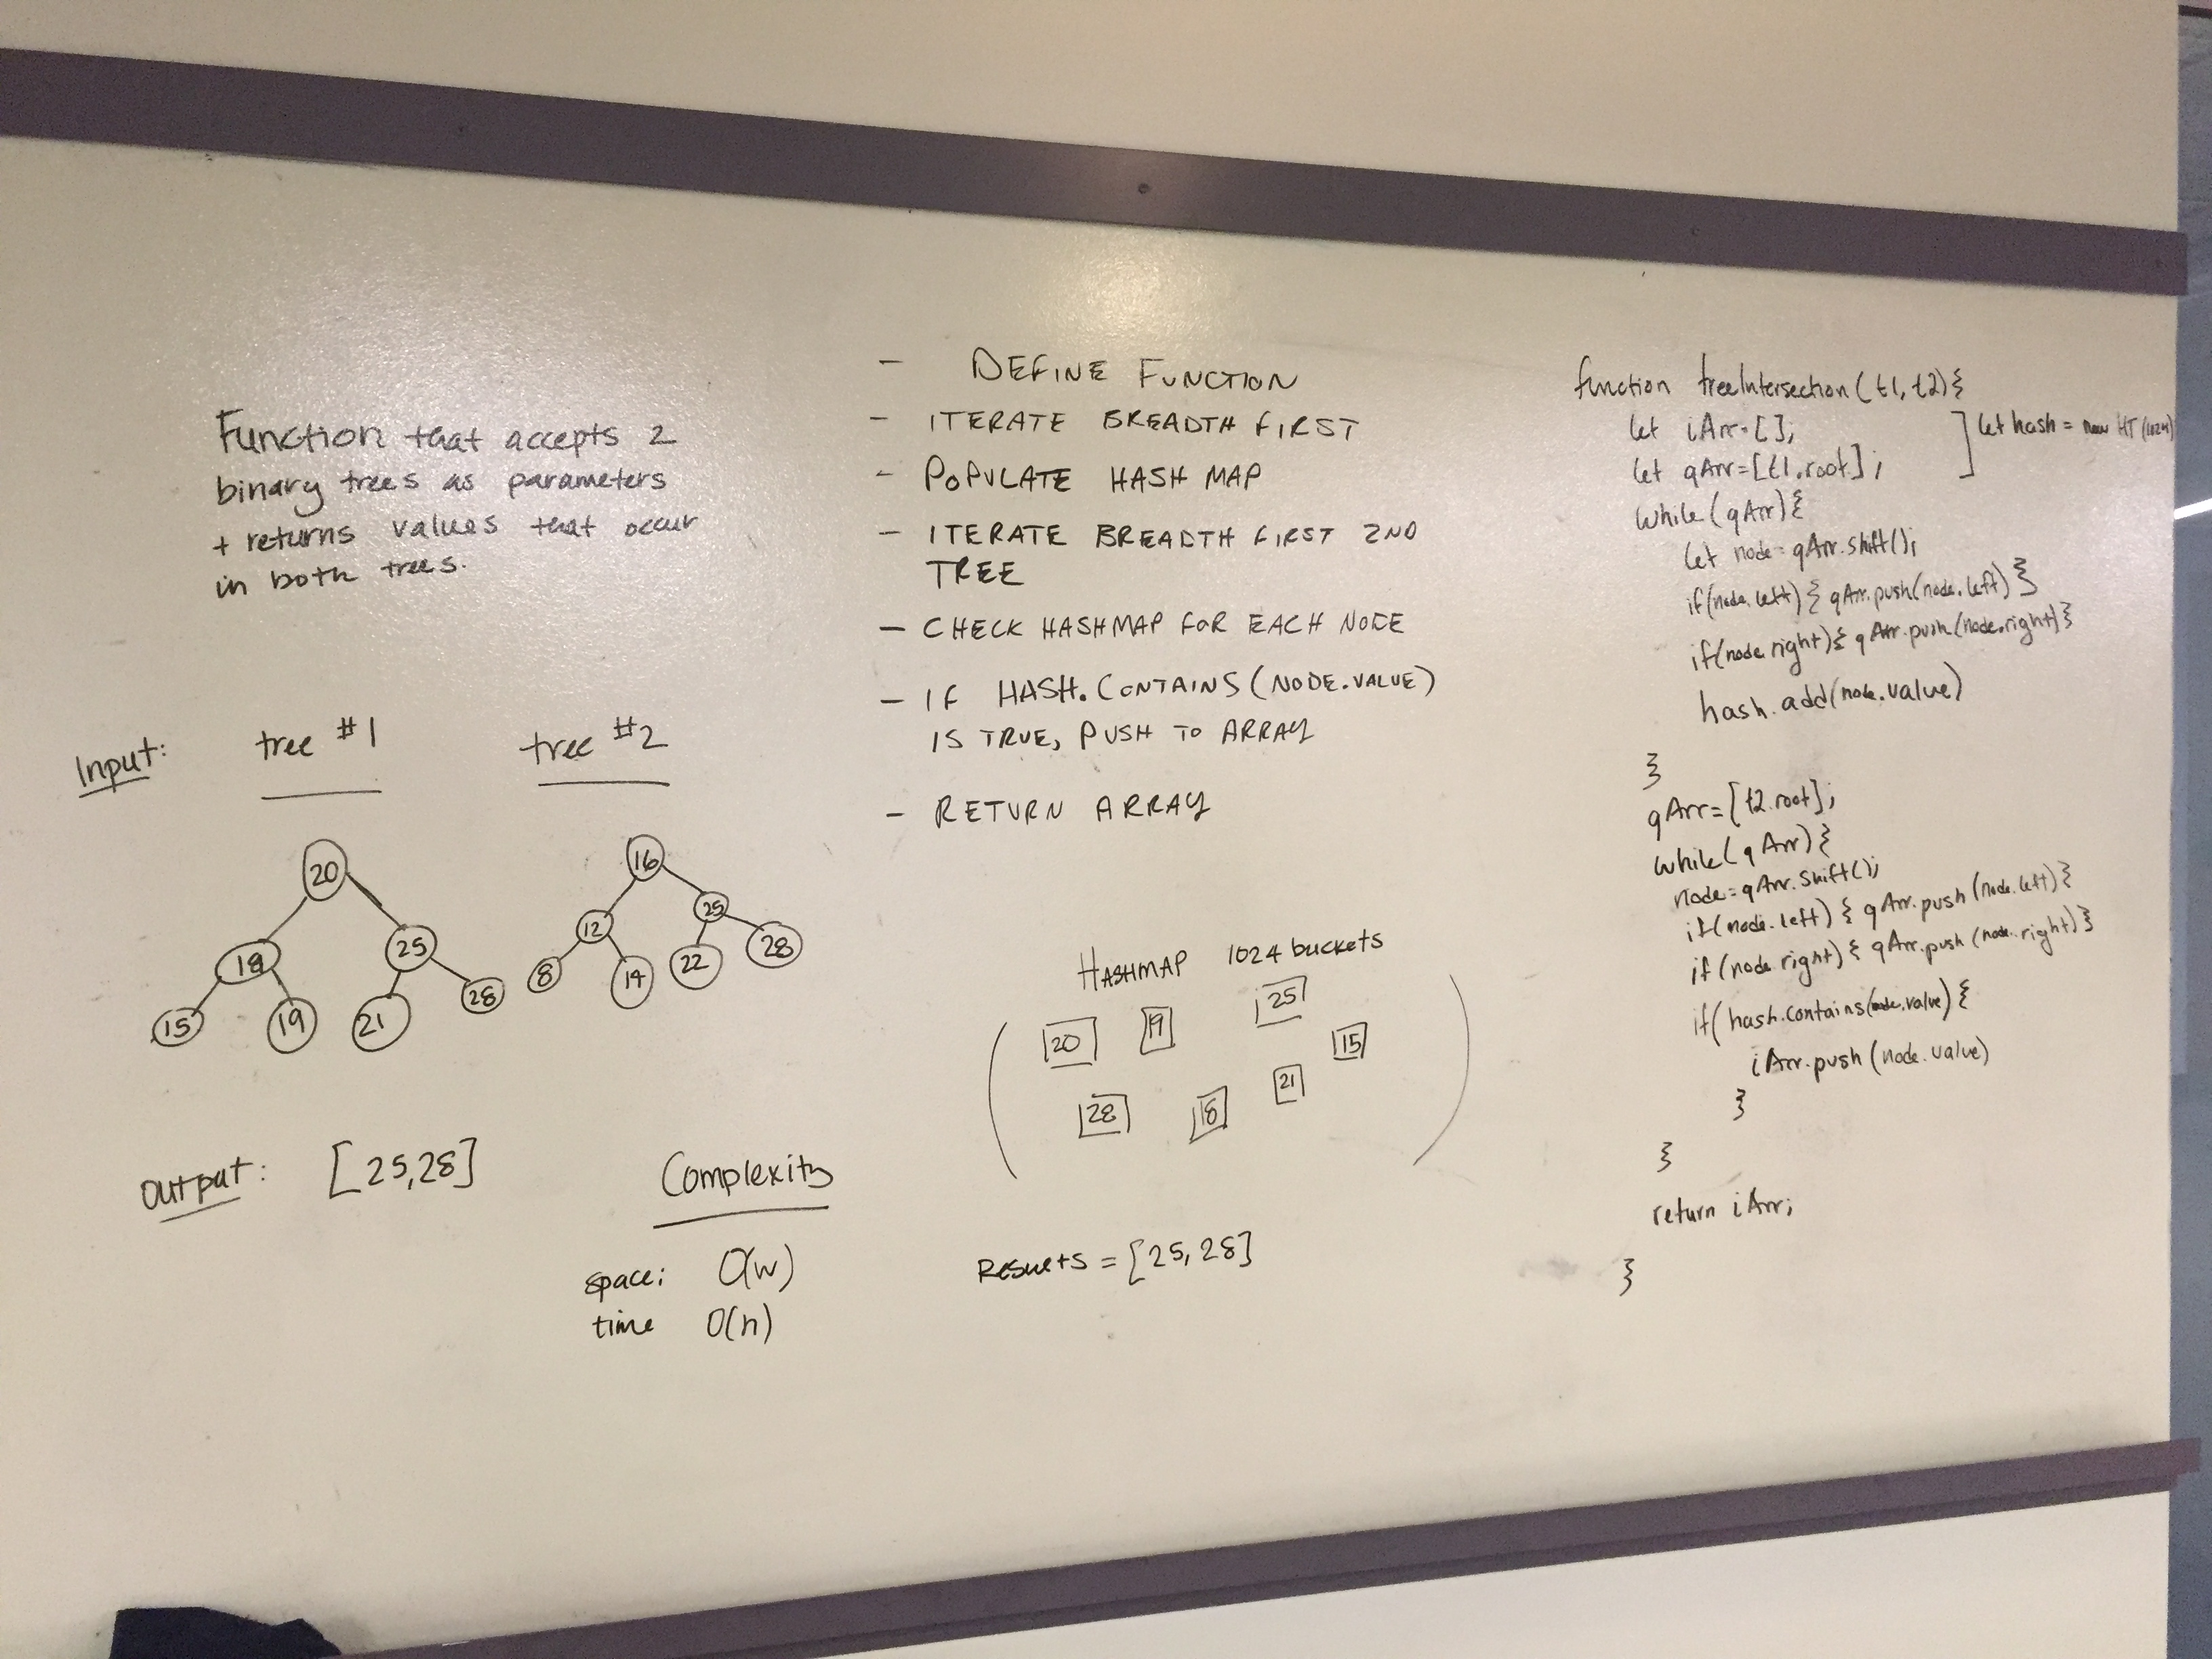 Function that accepts 2
binary trees as parameters
+ returns values that occur
in both trees.
Input:
tree #1
tree #2
20
18
25
15
19
21
28
16
12
25
8
14
22
28
Output: [25,28]
Complexity
space: O(w)
time O(n)
- DEFINE FUNCTION
- ITERATE BREADTH FIRST
- POPULATE HASH MAP
- ITERATE BREADTH FIRST 2ND
TREE
- CHECK HASHMAP FOR EACH NODE
- IF HASH.CONTAINS(NODE.VALUE)
IS TRUE, PUSH TO ARRAY
- RETURN ARRAY
HASHMAP 1024 buckets
20
19
25
15
28
18
21
Results = [25, 28]
function treeIntersection(t1, t2){
let iArr=[];
let hash = new HT(1024)
let qArr=[t1.root];
while(qArr){
let node=qArr.shift();
if(node.left){ qArr.push(node.left) }
if(node.right){ qArr.push(node.right)}
hash.add(node.value)
}
qArr=[t2.root];
while(qArr){
node=qArr.shift();
if(node.left) { qArr.push(node.left)}
if(node.right){ qArr.push(node.right)}
if(hash.contains(node.value){
iArr.push(node.value)
}
}
return iArr;
}